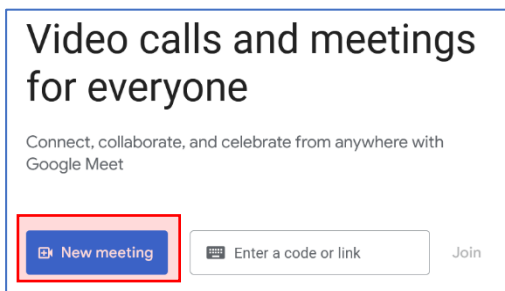 Video calls and meetings
for everyone
Connect, collaborate, and celebrate from anywhere with
Google Meet
New meeting
Enter a code or link
Join